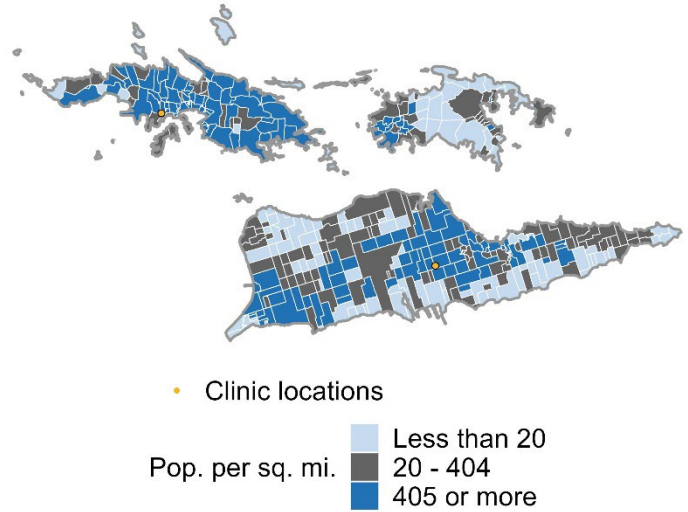 Clinic locations
Pop. per sq. mi.
Less than 20
20 - 404
405 or more